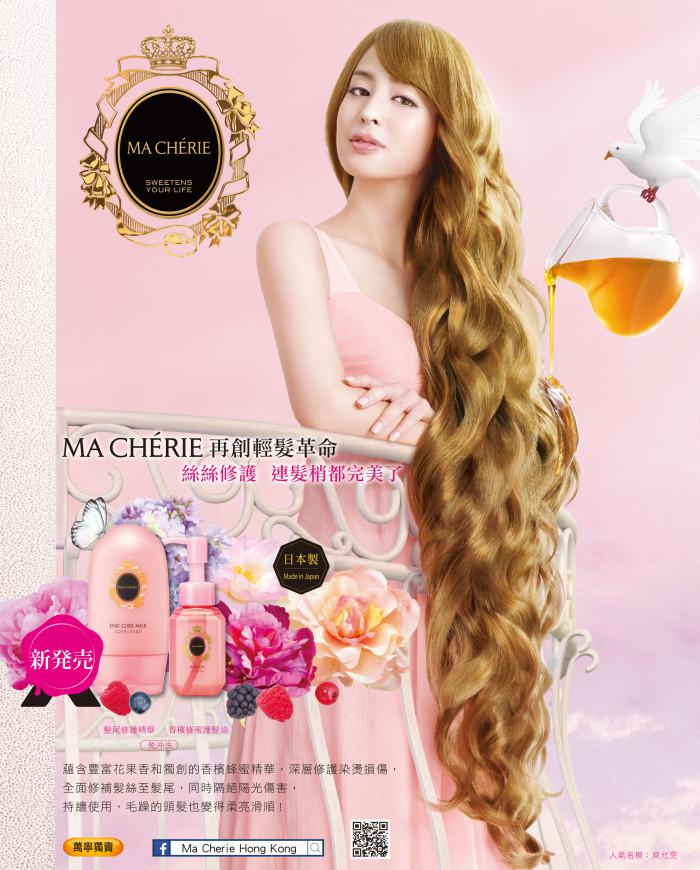 MA CHÉRIE
SWEETENS
YOUR LIFE
MA CHÉRIE 再創輕髮革命
絲絲修護 連髮梢都完美了
日本製
Made in Japan
MA CHÉRIE
END CURE MILK
MA CHÉRIE
新発売
髮尾修護精華 香檳蜂蜜護髮油
免沖洗
蘊含豐富花果香和獨創的香檳蜂蜜精華，深層修護染燙損傷，
全面修補髮絲至髮尾，同時隔絕陽光傷害，
持續使用，毛躁的頭髮也變得柔亮滑順！
萬寧獨賣
f Ma Cherie Hong Kong
人氣名模：莫允雯